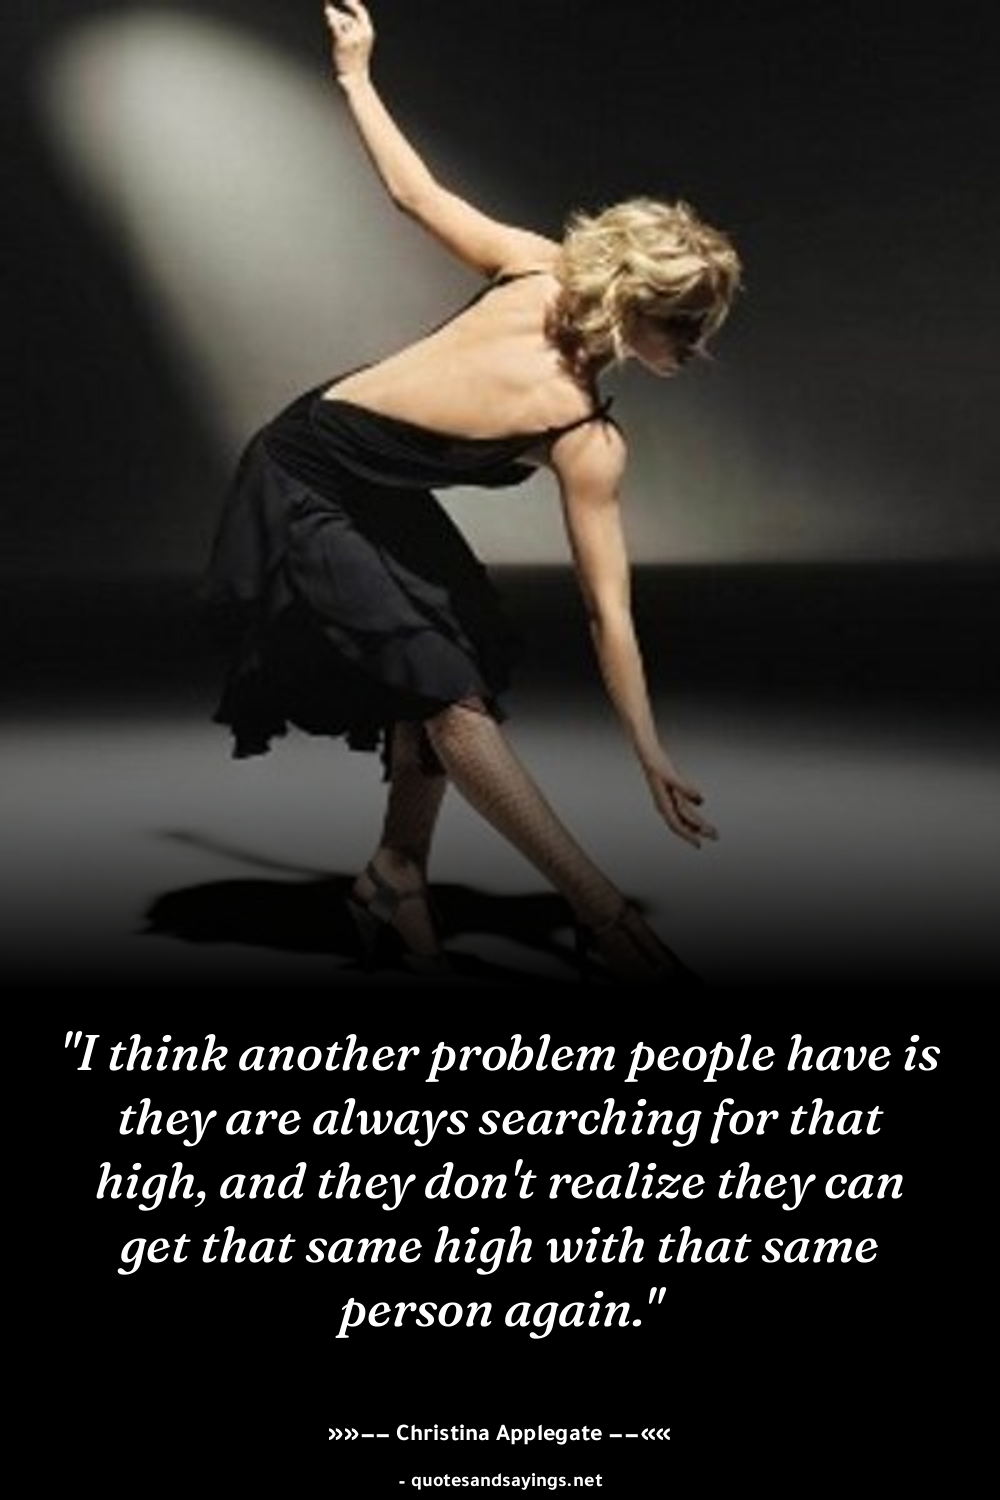 "I think another problem people have is
they are always searching for that
high, and they don't realize they can
get that same high with that same
person again."
»»–– Christina Applegate ––««
- quotesandsayings.net